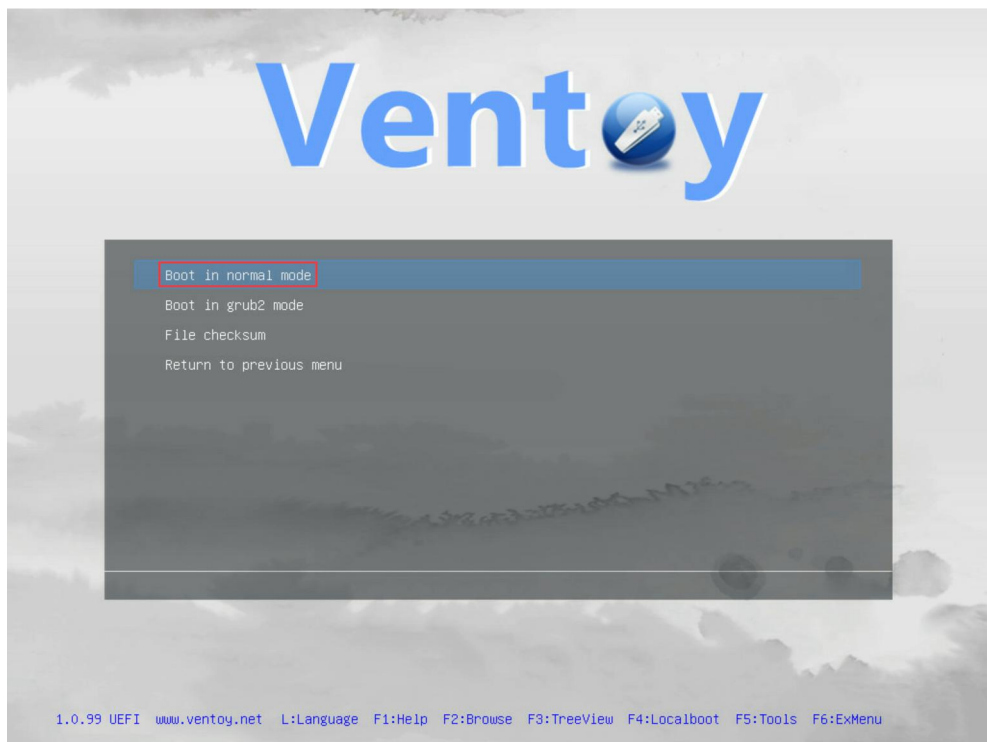 Ventoy
Boot in normal mode
Boot in grub2 mode
File checksum
Return to previous menu
1.0.99 UEFI www.ventoy.net L:Language F1:Help F2:Browse F3:TreeView F4:Localboot F5:Tools F6:ExMenu